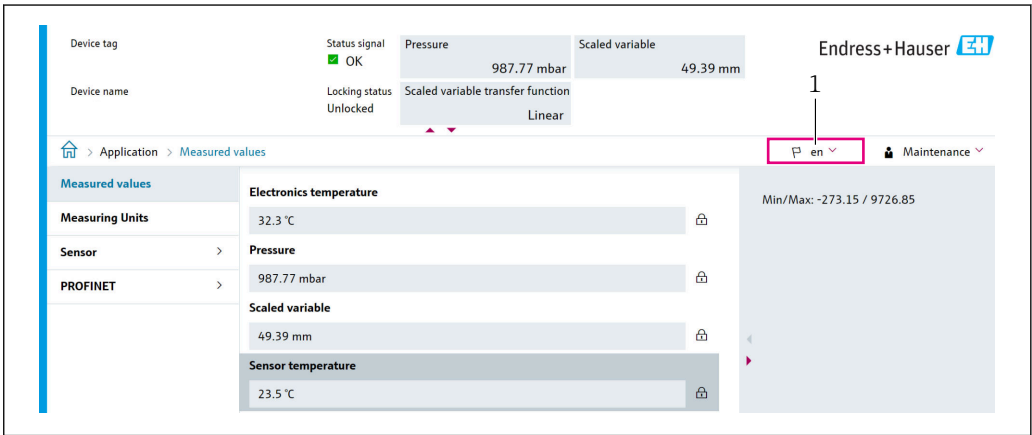 Device tag
Status signal
OK
Pressure
987.77 mbar
Scaled variable
49.39 mm
Endress+Hauser EH
Device name
Locking status
Unlocked
Scaled variable transfer function
Linear
1
Application > Measured values
en
Maintenance
Measured values
Measuring Units
Sensor >
PROFINET >
Electronics temperature
32.3 °C
Pressure
987.77 mbar
Scaled variable
49.39 mm
Sensor temperature
23.5 °C
Min/Max: -273.15 / 9726.85